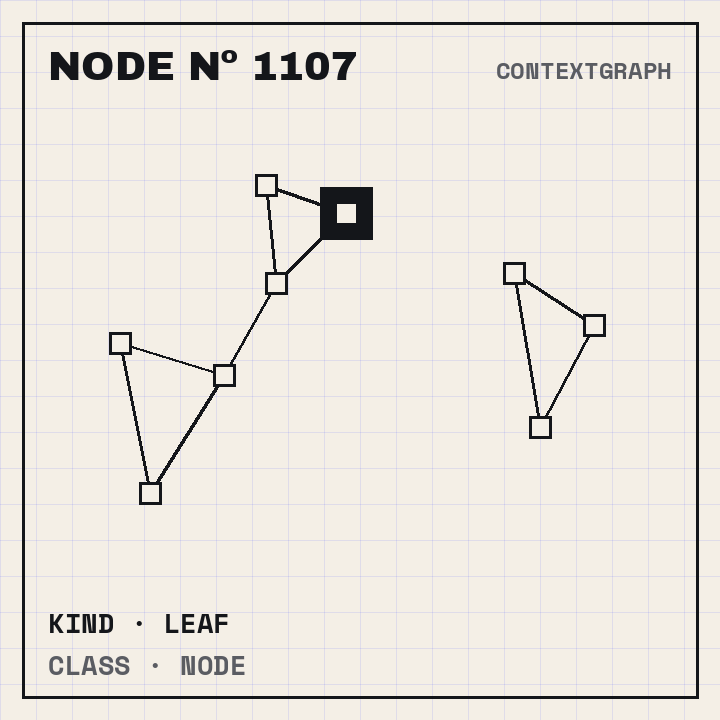 NODE Nº 1107
CONTEXTGRAPH
KIND · LEAF
CLASS · NODE